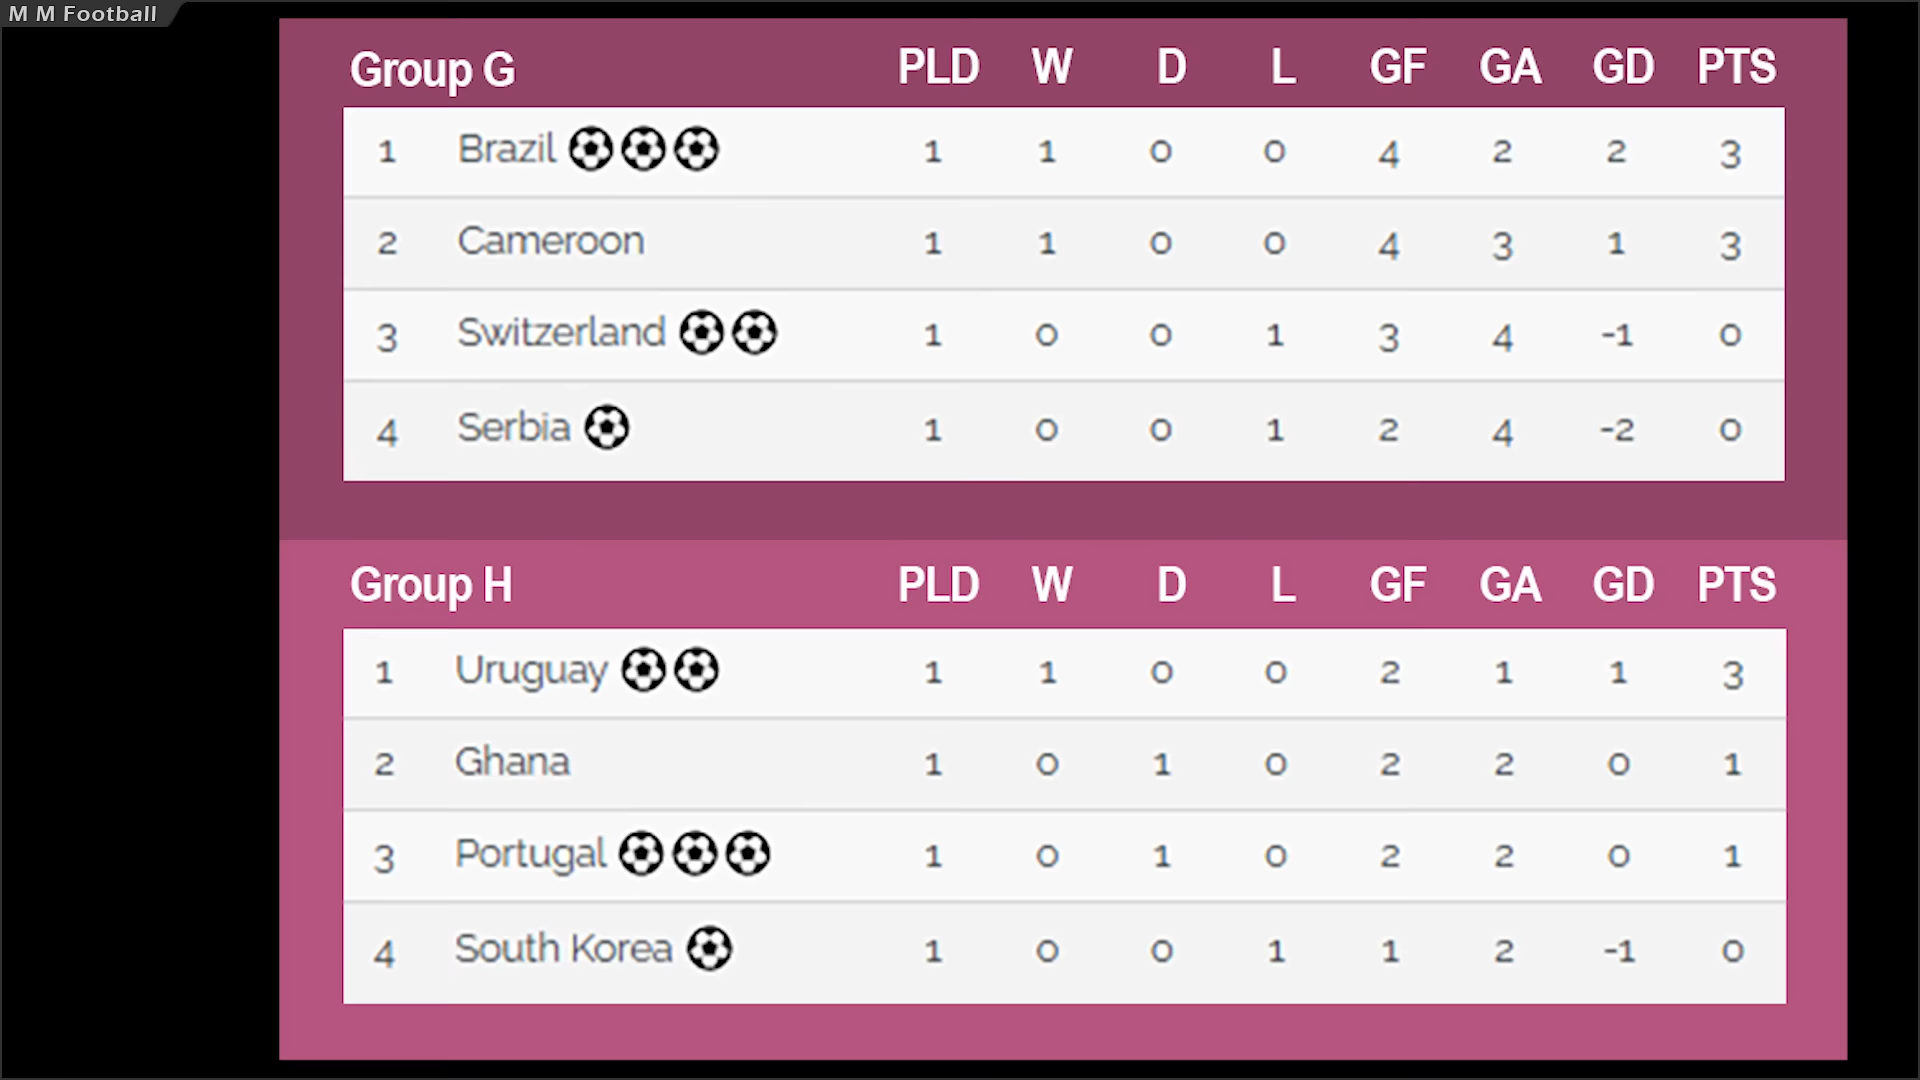 M M Football
Group G PLD W D L GF GA GD PTS
1 Brazil 1 1 0 0 4 2 2 3
2 Cameroon 1 1 0 0 4 3 1 3
3 Switzerland 1 0 0 1 3 4 -1 0
4 Serbia 1 0 0 1 2 4 -2 0
Group H PLD W D L GF GA GD PTS
1 Uruguay 1 1 0 0 2 1 1 3
2 Ghana 1 0 1 0 2 2 0 1
3 Portugal 1 0 1 0 2 2 0 1
4 South Korea 1 0 0 1 1 2 -1 0